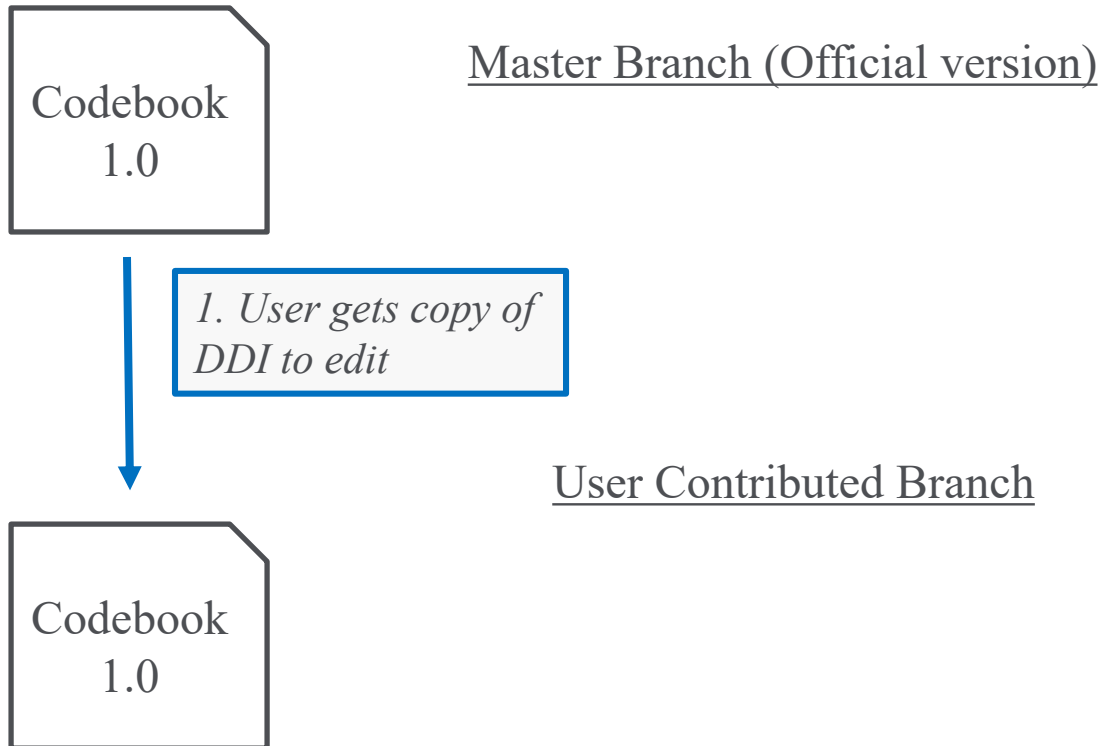 Master Branch (Official version)
Codebook
1.0
1. User gets copy of
DDI to edit
User Contributed Branch
Codebook
1.0